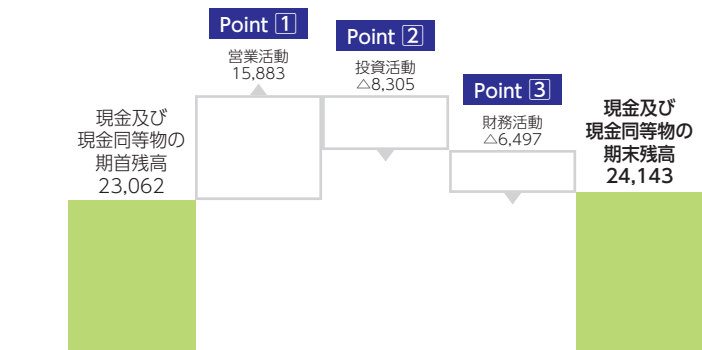 Point 1
営業活動
15,883
Point 2
投資活動
△8,305
Point 3
財務活動
△6,497
現金及び
現金同等物の
期首残高
23,062
現金及び
現金同等物の
期末残高
24,143